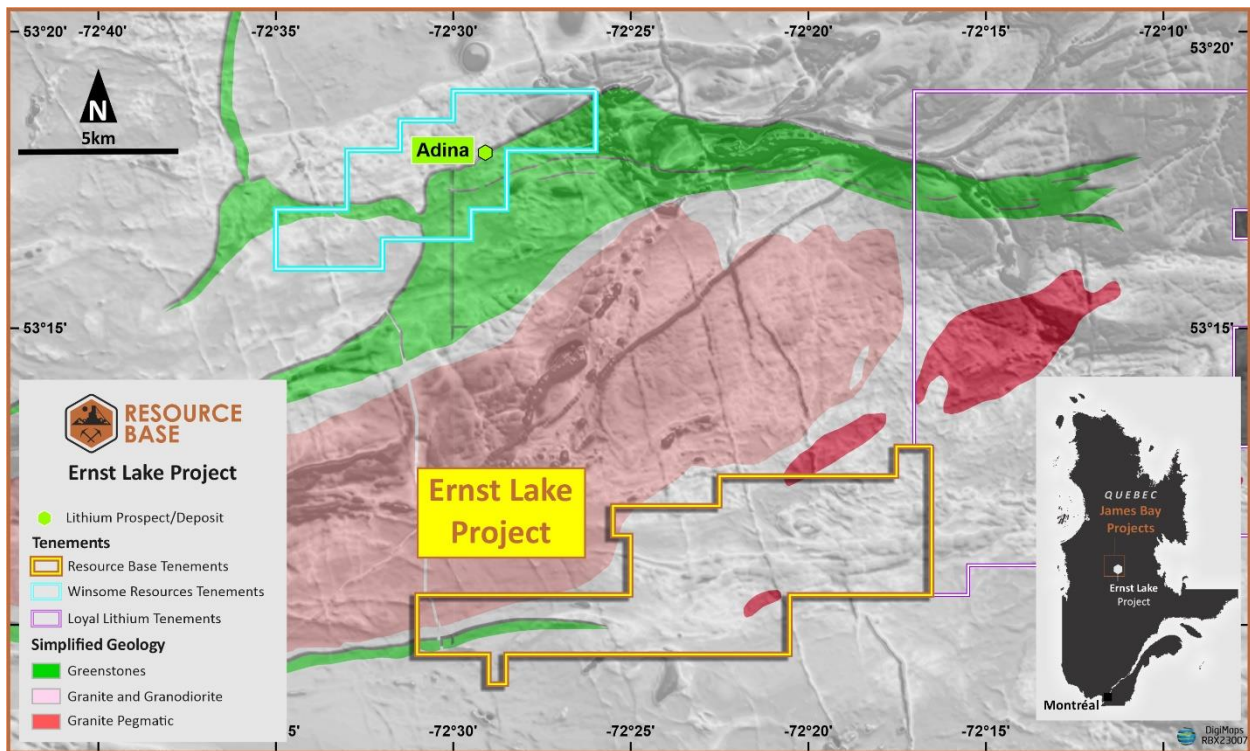 53°20'
-72°40'
-72°35'
-72°30'
-72°25'
-72°20'
-72°15'
-72°10'
53°20'
N
5km
Adina
53°15'
53°15'
RESOURCE
BASE
Ernst Lake Project
Lithium Prospect/Deposit
Tenements
Resource Base Tenements
Winsome Resources Tenements
Loyal Lithium Tenements
Simplified Geology
Greenstones
Granite and Granodiorite
Granite Pegmatic
Ernst Lake
Project
QUEBEC
James Bay
Projects
Ernst Lake
Project
Montréal
5'
-72°30'
-72°25'
-72°20'
-72°15'
DigiMaps
RBX23007